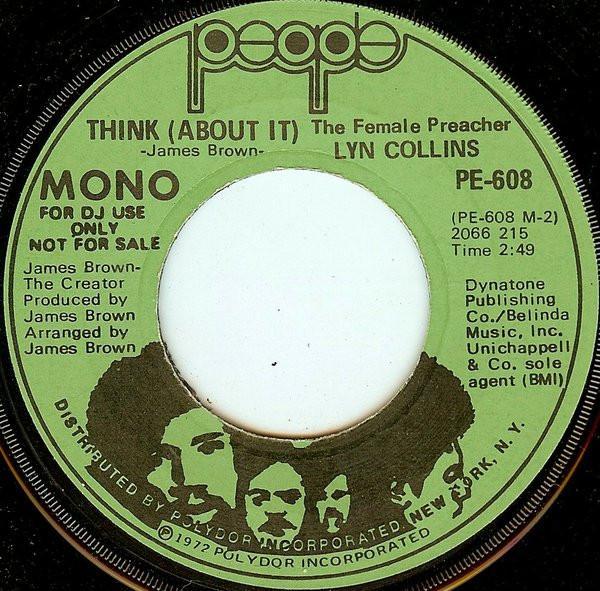 people
THINK (ABOUT IT) The Female Preacher
-James Brown- LYN COLLINS
MONO
FOR DJ USE
ONLY
NOT FOR SALE
PE-608
(PE-608 M-2)
2066 215
Time 2:49
James Brown-
The Creator
Produced by
James Brown
Arranged by
James Brown
Dynatone
Publishing
Co./Belinda
Music, Inc.
Unichappell
& Co. sole
agent (BMI)
DISTRIBUTED BY POLYDOR INCORPORATED NEW YORK, N. Y.
Ⓟ1972 POLYDOR INCORPORATED